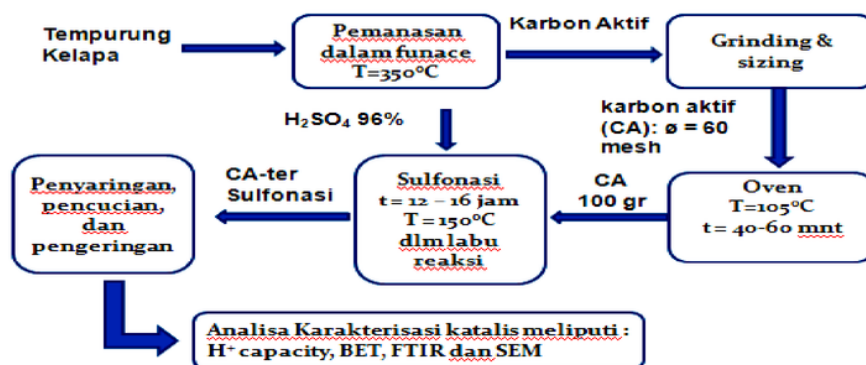 Tempurung
Kelapa
Pemanasan
dalam funace
T=350°C
Karbon Aktif
Grinding &
sizing
H₂SO₄ 96%
karbon aktif
(CA): ø = 60
mesh
Penyaringan,
pencucian,
dan
pengeringan
CA-ter
Sulfonasi
Sulfonasi
t= 12 – 16 jam
T = 150°C
dlm labu
reaksi
CA
100 gr
Oven
T=105°C
t = 40-60 mnt
Analisa Karakterisasi katalis meliputi :
H⁺ capacity, BET, FTIR dan SEM